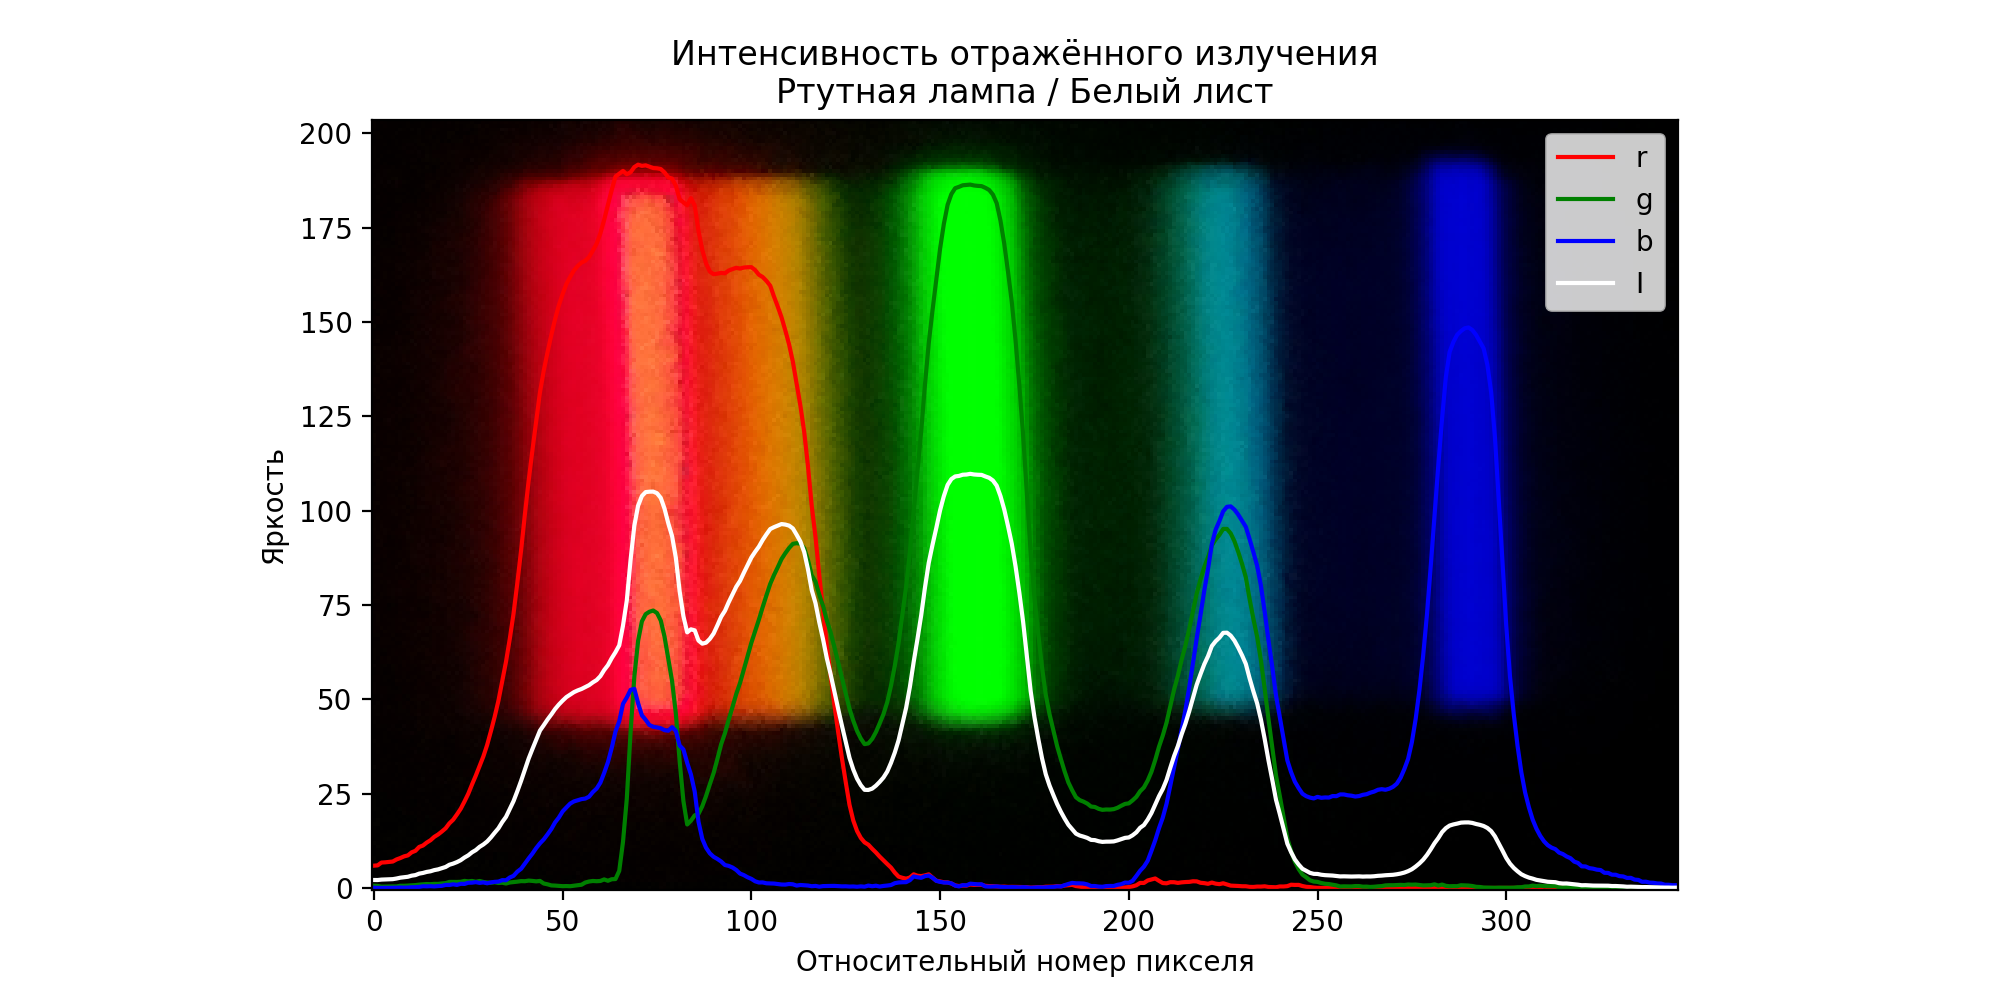 Интенсивность отражённого излучения
Ртутная лампа / Белый лист
200
175
150
125
100
75
50
25
0
Яркость
r
g
b
l
0 50 100 150 200 250 300
Относительный номер пикселя